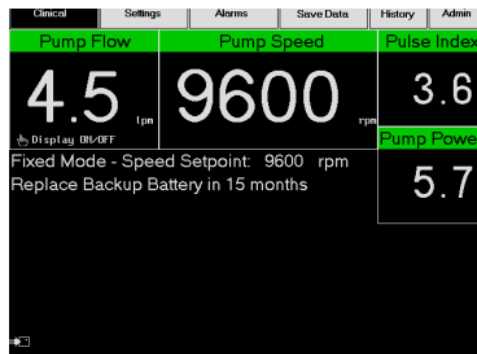 Clinical Settings Alarms Save Data History Admin
Pump Flow Pump Speed Pulse Index
4.5 lpm 9600 rpm 3.6
Display ON/OFF
Pump Powe
Fixed Mode - Speed Setpoint: 9600 rpm
Replace Backup Battery in 15 months
5.7